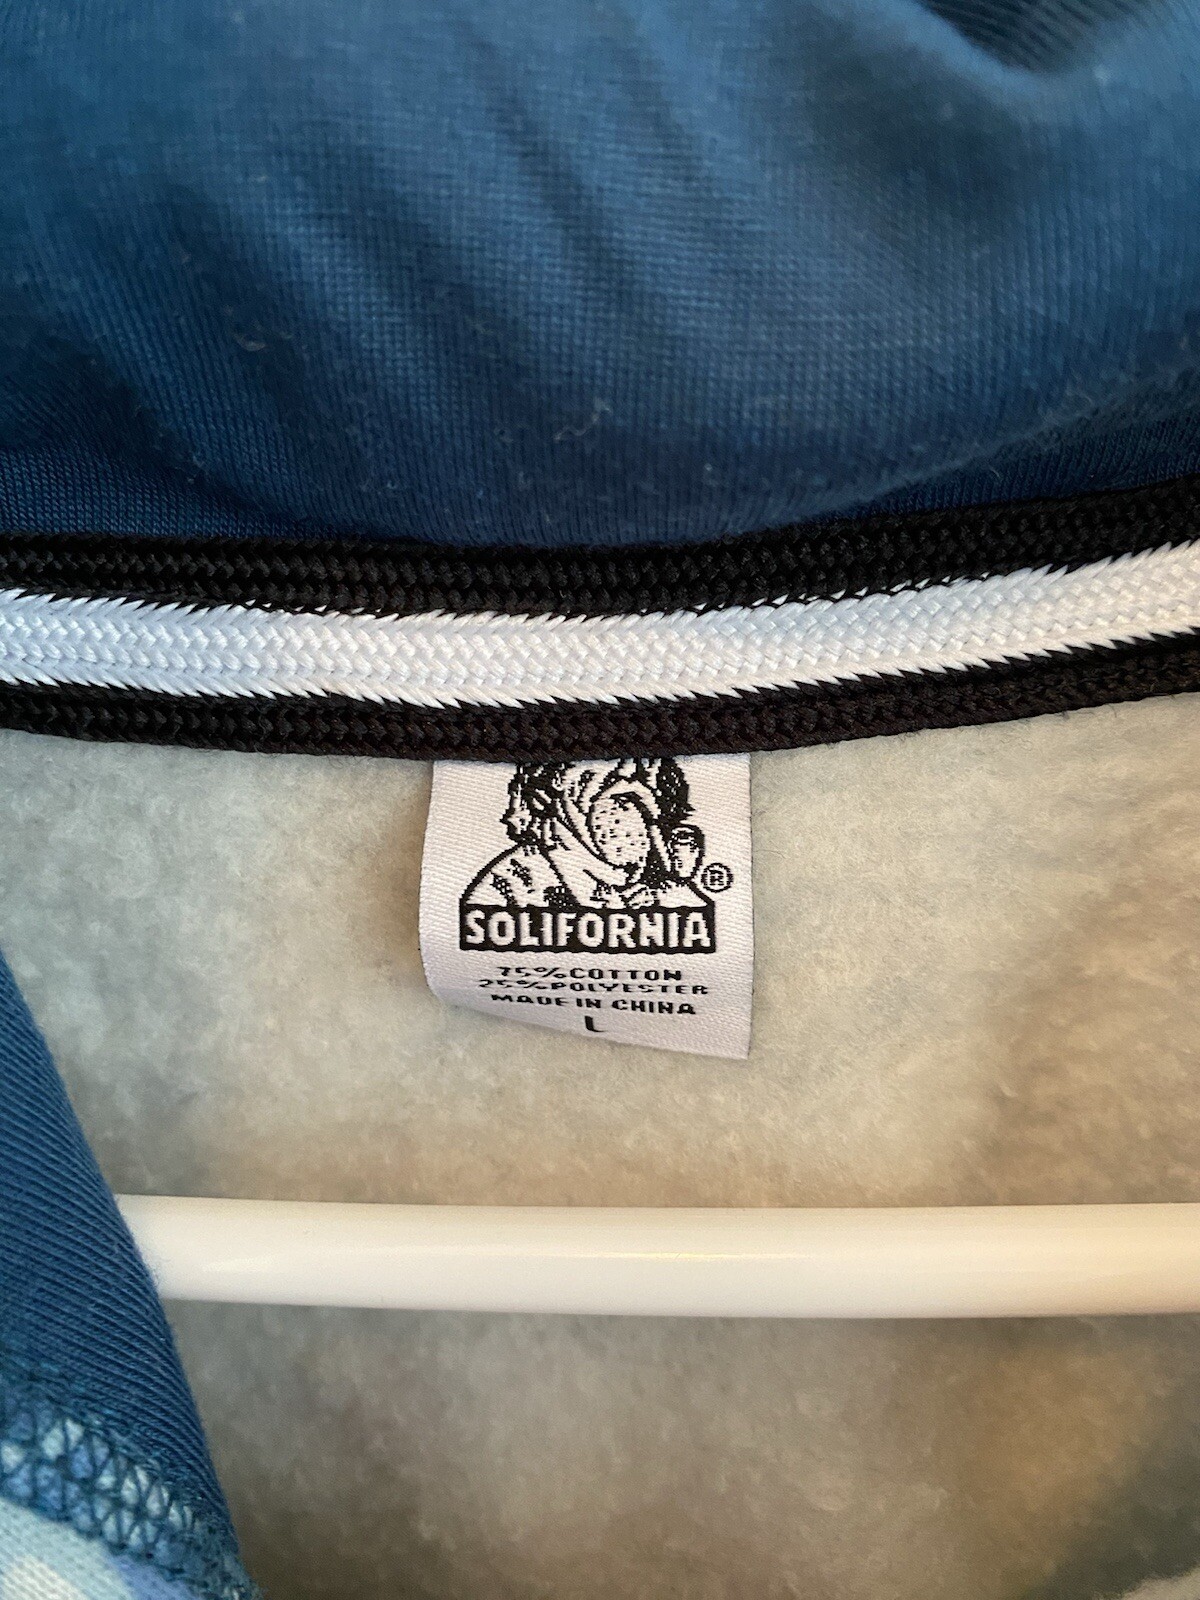 ®
SOLIFORNIA
75%COTTON
25%POLYESTER
MADE IN CHINA
L